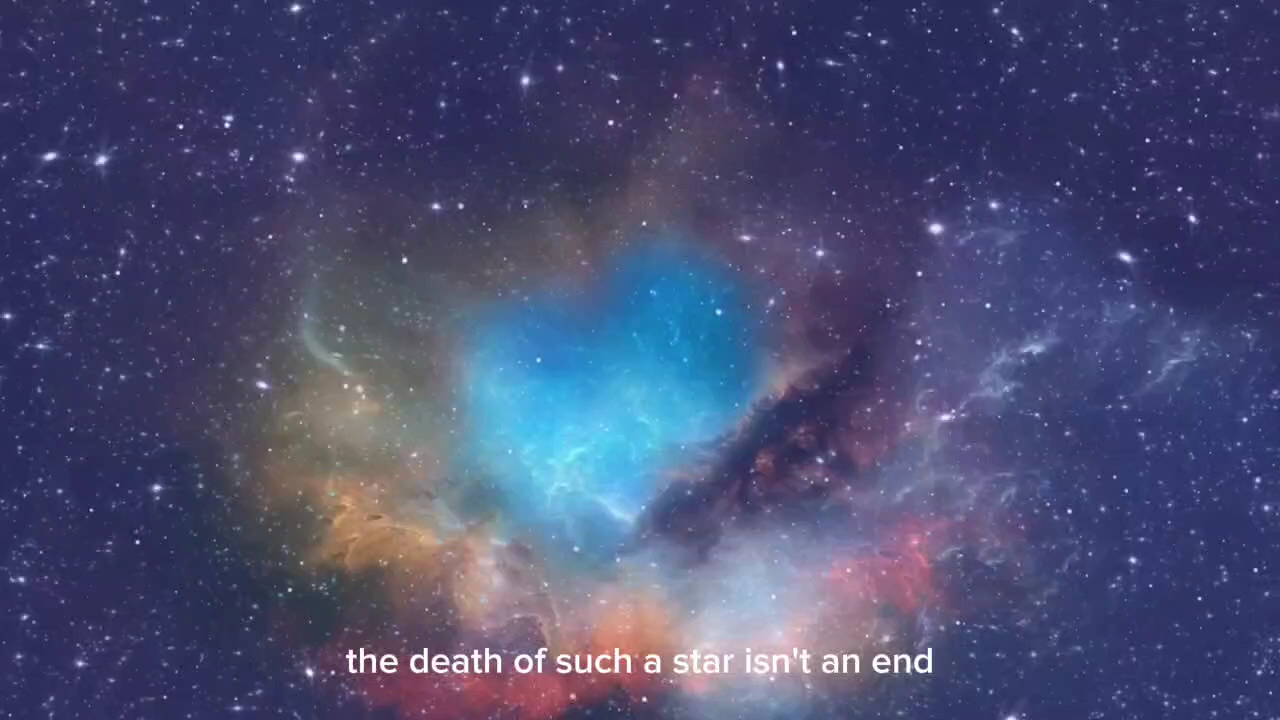 the death of such a star isn't an end